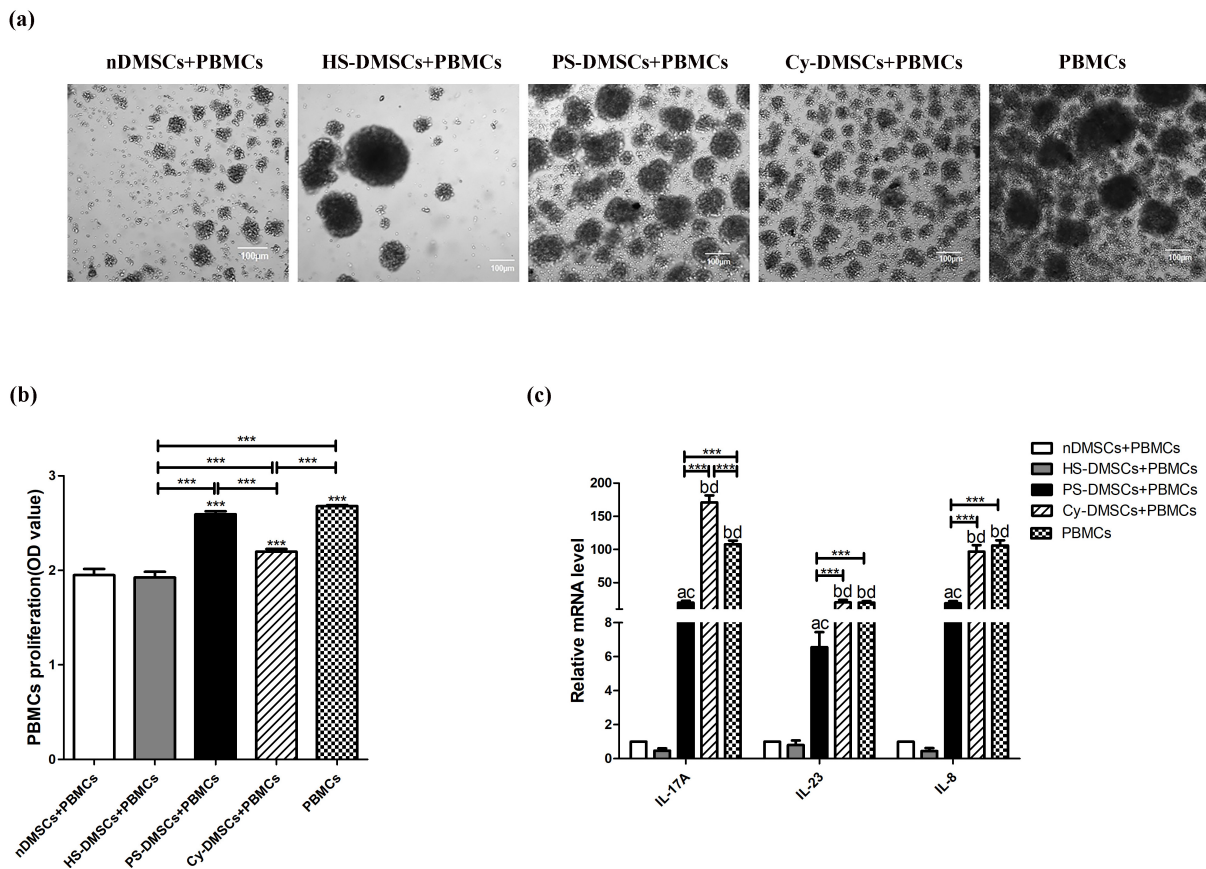 (a)
nDMSCs+PBMCs
HS-DMSCs+PBMCs
PS-DMSCs+PBMCs
Cy-DMSCs+PBMCs
PBMCs
100μm
100μm
100μm
100μm
100μm
(b)
***
***
***
***
***
***
***
***
3
2
1
0
PBMCs proliferation(OD value)
nDMSCs+PBMCs
HS-DMSCs+PBMCs
PS-DMSCs+PBMCs
Cy-DMSCs+PBMCs
PBMCs
(c)
nDMSCs+PBMCs
HS-DMSCs+PBMCs
PS-DMSCs+PBMCs
Cy-DMSCs+PBMCs
PBMCs
***
*** ***
bd
bd
ac
***
***
bd bd
ac
***
***
bd bd
ac
200
150
100
50
8
6
4
2
0
Relative mRNA level
IL-17A
IL-23
IL-8